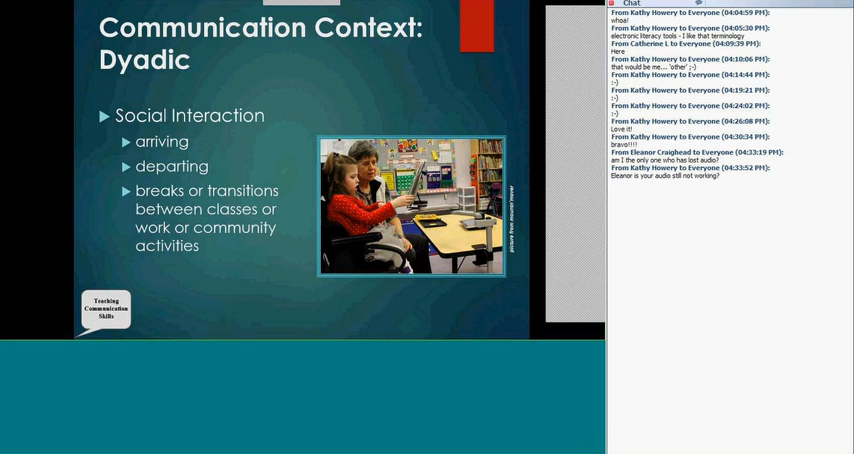 Communication Context:
Dyadic
Social Interaction
arriving
departing
breaks or transitions
between classes or
work or community
activities
picture from mounts'nmover
Teaching
Communication
Skills
Chat
From Kathy Howery to Everyone (04:04:59 PM):
whoa!
From Kathy Howery to Everyone (04:05:30 PM):
electronic literacy tools - I like that terminology
From Catherine L to Everyone (04:09:39 PM):
Here
From Kathy Howery to Everyone (04:10:06 PM):
that would be me... 'other' ;-)
From Kathy Howery to Everyone (04:14:44 PM):
;-)
From Kathy Howery to Everyone (04:19:21 PM):
:-)
From Kathy Howery to Everyone (04:24:02 PM):
:-)
From Kathy Howery to Everyone (04:26:08 PM):
Love it!
From Kathy Howery to Everyone (04:30:34 PM):
bravo!!!!
From Eleanor Craighead to Everyone (04:33:19 PM):
am I the only one who has lost audio?
From Kathy Howery to Everyone (04:33:52 PM):
Eleanor is your audio still not working?